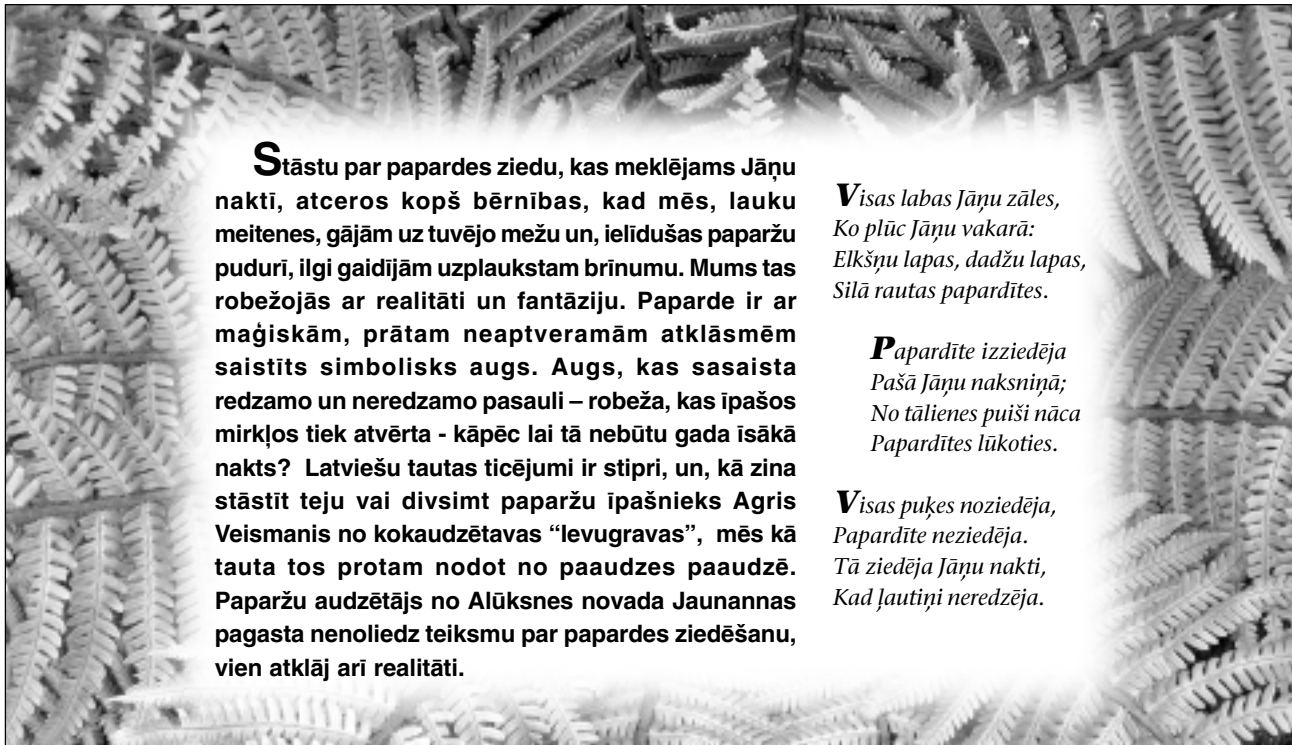 Stāstu par papardes ziedu, kas meklējams Jāņu
naktī, atceros kopš bērnības, kad mēs, lauku
meitenes, gājām uz tuvējo mežu un, ielīdušas paparžu
pudurī, ilgi gaidījām uzplaukstam brīnumu. Mums tas
robežojās ar realitāti un fantāziju. Paparde ir ar
maģiskām, prātam neaptveramām atklāsmēm
saistīts simbolisks augs. Augs, kas sasaista
redzamo un neredzamo pasauli – robeža, kas īpašos
mirkļos tiek atvērta - kāpēc lai tā nebūtu gada īsākā
nakts? Latviešu tautas ticējumi ir stipri, un, kā zina
stāstīt teju vai divsimt paparžu īpašnieks Agris
Veismanis no kokaudzētavas “Ievugravas”, mēs kā
tauta tos protam nodot no paaudzes paaudzē.
Paparžu audzētājs no Alūksnes novada Jaunannas
pagasta nenoliedz teiksmu par papardes ziedēšanu,
vien atklāj arī realitāti.
Visas labas Jāņu zāles,
Ko plūc Jāņu vakarā:
Elkšņu lapas, dadžu lapas,
Silā rautas papardītes.
Papardīte izziedēja
Pašā Jāņu naksniņā;
No tālienes puiši nāca
Papardītes lūkoties.
Visas puķes noziedēja,
Papardīte neziedēja.
Tā ziedēja Jāņu nakti,
Kad ļautiņi neredzēja.